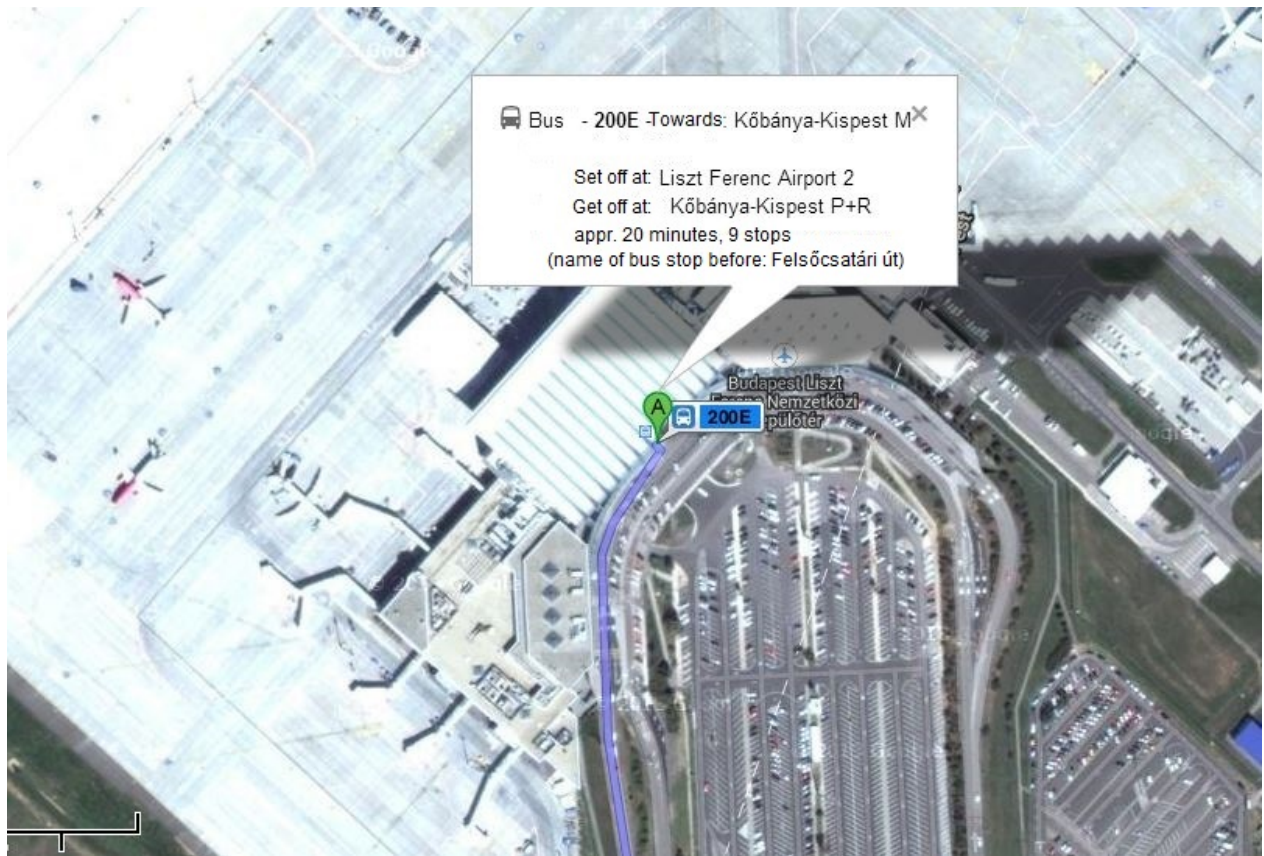 Bus - 200E -Towards: Kőbánya-Kispest M
Set off at: Liszt Ferenc Airport 2
Get off at: Kőbánya-Kispest P+R
appr. 20 minutes, 9 stops
(name of bus stop before: Felsőcsatári út)
Budapest Liszt
Ferenc Nemzetközi
epülőtér
A
200E